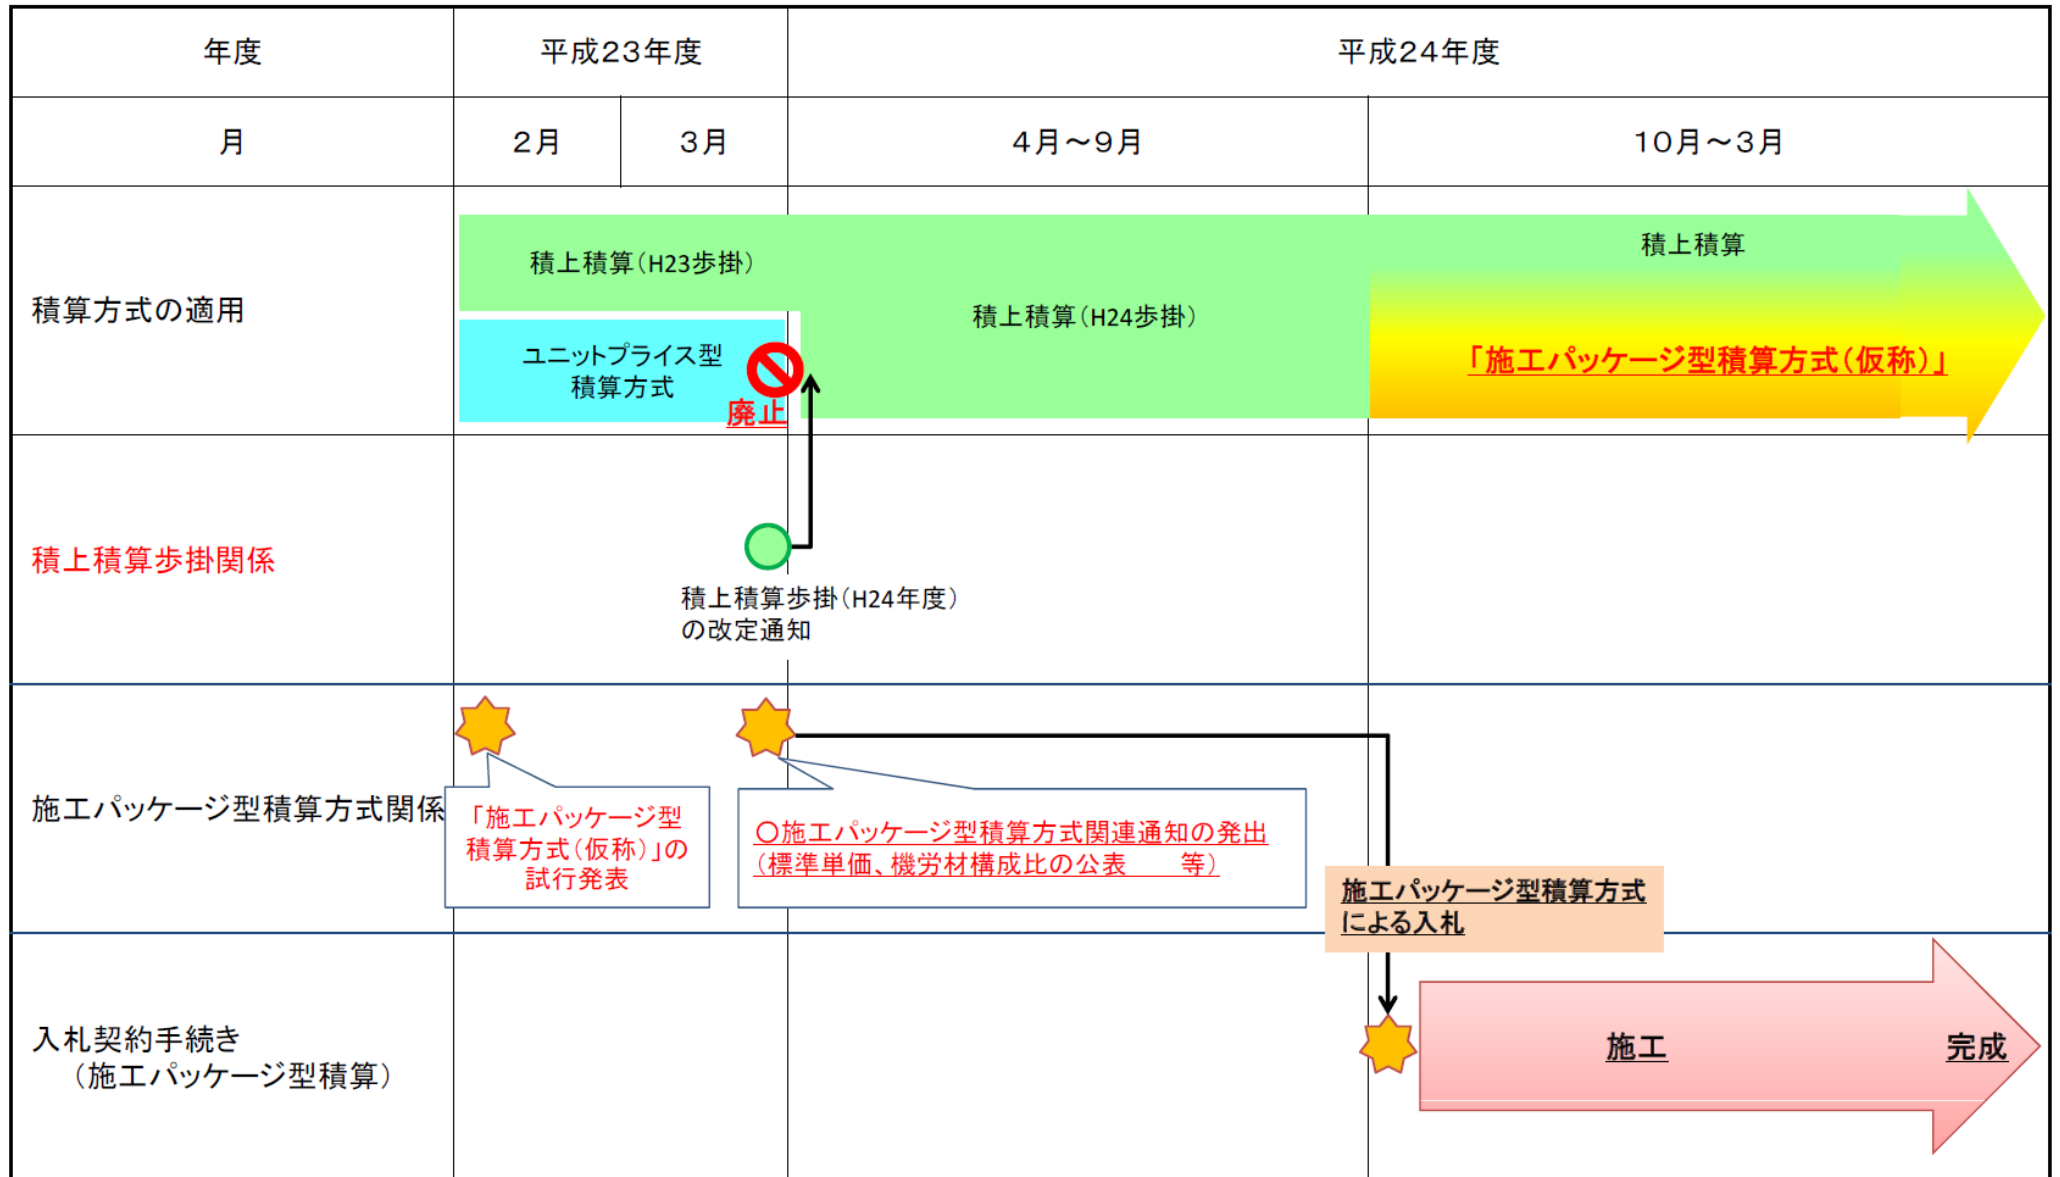 年度
平成23年度
平成24年度
月
2月
3月
4月～9月
10月～3月
積算方式の適用
積上積算（H23歩掛）
積上積算（H24歩掛）
積上積算
ユニットプライス型
積算方式
廃止
「施工パッケージ型積算方式（仮称）」
積上積算歩掛関係
積上積算歩掛（H24年度）
の改定通知
施工パッケージ型積算方式関係
「施工パッケージ型
積算方式（仮称）」の
試行発表
○施工パッケージ型積算方式関連通知の発出
（標準単価、機労材構成比の公表　　等）
施工パッケージ型積算方式
による入札
入札契約手続き
（施工パッケージ型積算）
施工
完成